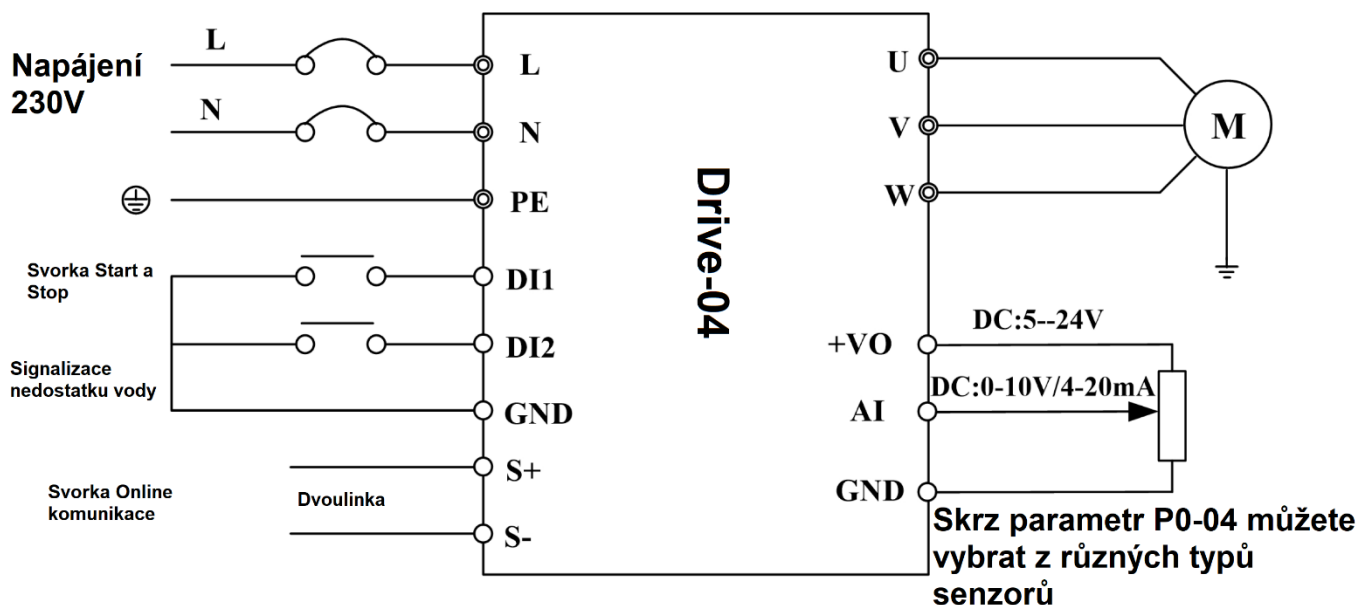 Napájení
230V
L
L
N
N
PE
Svorka Start a
Stop
DI1
Signalizace
nedostatku vody
DI2
GND
Svorka Online
komunikace
Dvoulinka
S+
S-
Drive-04
U
V
W
M
+VO
DC:5--24V
AI
DC:0-10V/4-20mA
GND
Skrz parametr P0-04 můžete
vybrat z různých typů
senzorů